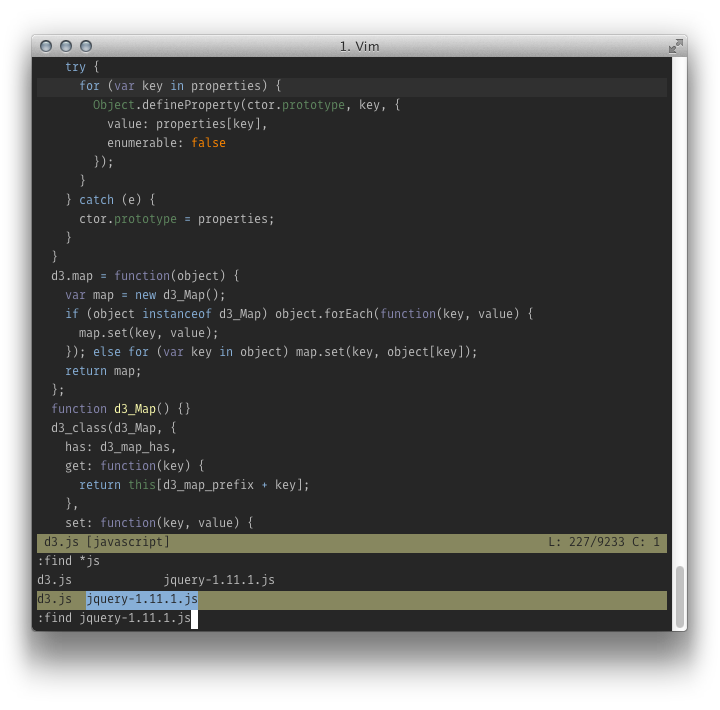 1. Vim
    try {
      for (var key in properties) {
        Object.defineProperty(ctor.prototype, key, {
          value: properties[key],
          enumerable: false
        });
      }
    } catch (e) {
      ctor.prototype = properties;
    }
  }
  d3.map = function(object) {
    var map = new d3_Map();
    if (object instanceof d3_Map) object.forEach(function(key, value) {
      map.set(key, value);
    }); else for (var key in object) map.set(key, object[key]);
    return map;
  };
  function d3_Map() {}
  d3_class(d3_Map, {
    has: d3_map_has,
    get: function(key) {
      return this[d3_map_prefix + key];
    },
    set: function(key, value) {
 d3.js [javascript] L: 227/9233 C: 1
:find *js
d3.js             jquery-1.11.1.js
d3.js  jquery-1.11.1.js
:find jquery-1.11.1.js